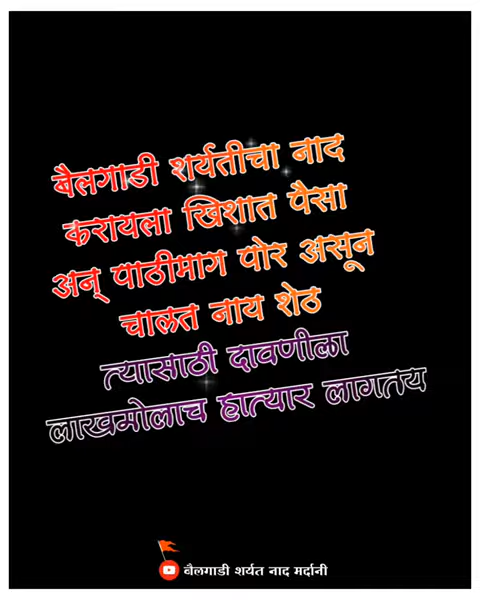 बैलगाडी शर्यतीचा नाद
करायला खिशात पैसा
अन् पाठीमाग पोर असून
चालत नाय शेठ
त्यासाठी दावणीला
लाखमोलाच हात्यार लागतय
बैलगाडी शर्यत नाद मर्दानी